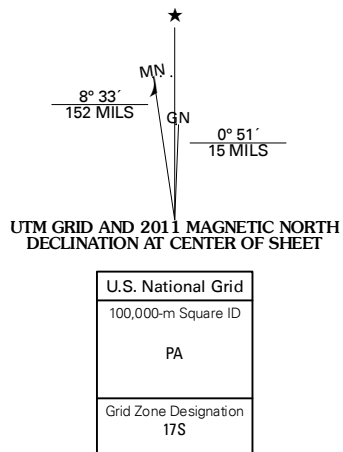 MN
8° 33´
152 MILS
GN
0° 51´
15 MILS
UTM GRID AND 2011 MAGNETIC NORTH
DECLINATION AT CENTER OF SHEET
U.S. National Grid
100,000-m Square ID
PA
Grid Zone Designation
17S